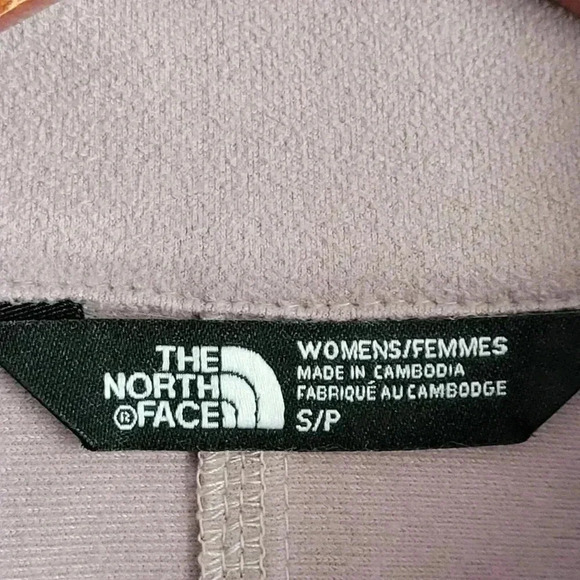 THE
NORTH
®FACE
WOMENS/FEMMES
MADE IN CAMBODIA
FABRIQUÉ AU CAMBODGE
S/P